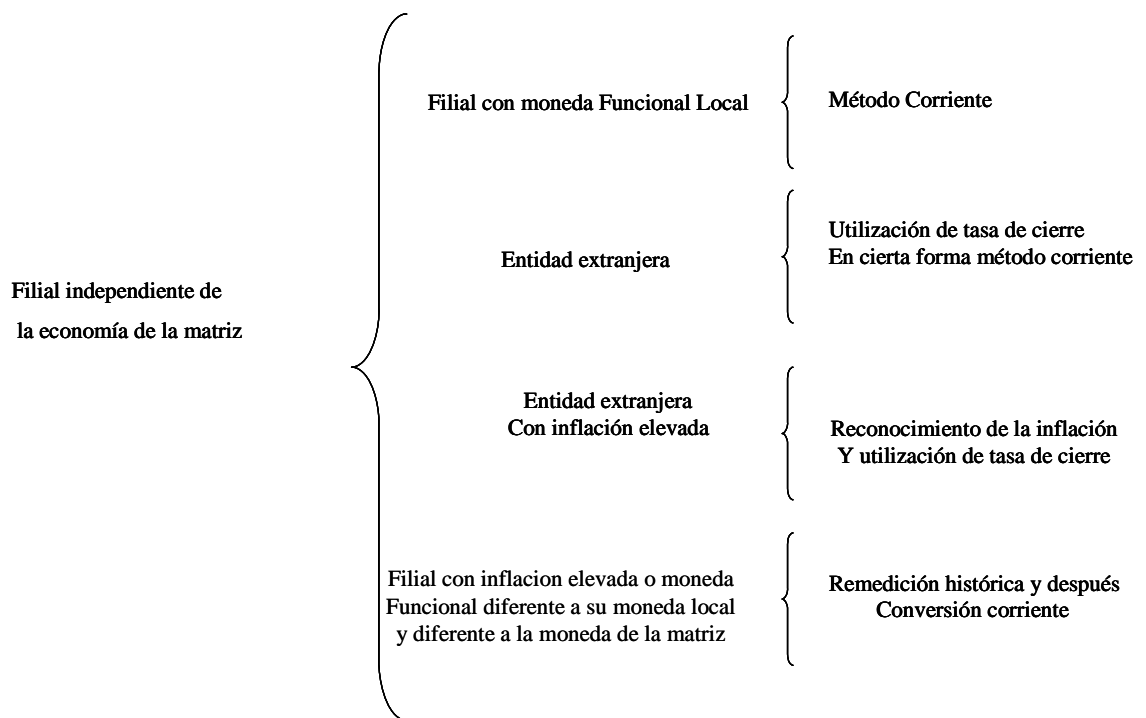 Filial independiente de
la economía de la matriz
Filial con moneda Funcional Local
Método Corriente
Entidad extranjera
Utilización de tasa de cierre
En cierta forma método corriente
Entidad extranjera
Con inflación elevada
Reconocimiento de la inflación
Y utilización de tasa de cierre
Filial con inflacion elevada o moneda
Funcional diferente a su moneda local
y diferente a la moneda de la matriz
Remedición histórica y después
Conversión corriente